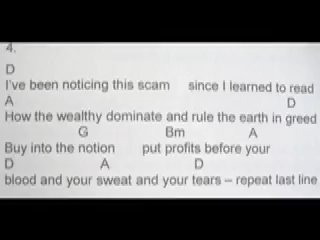 4.
D
I've been noticing this scam since I learned to read
A D
How the wealthy dominate and rule the earth in greed
G Bm A
Buy into the notion put profits before your
D A D
blood and your sweat and your tears – repeat last line